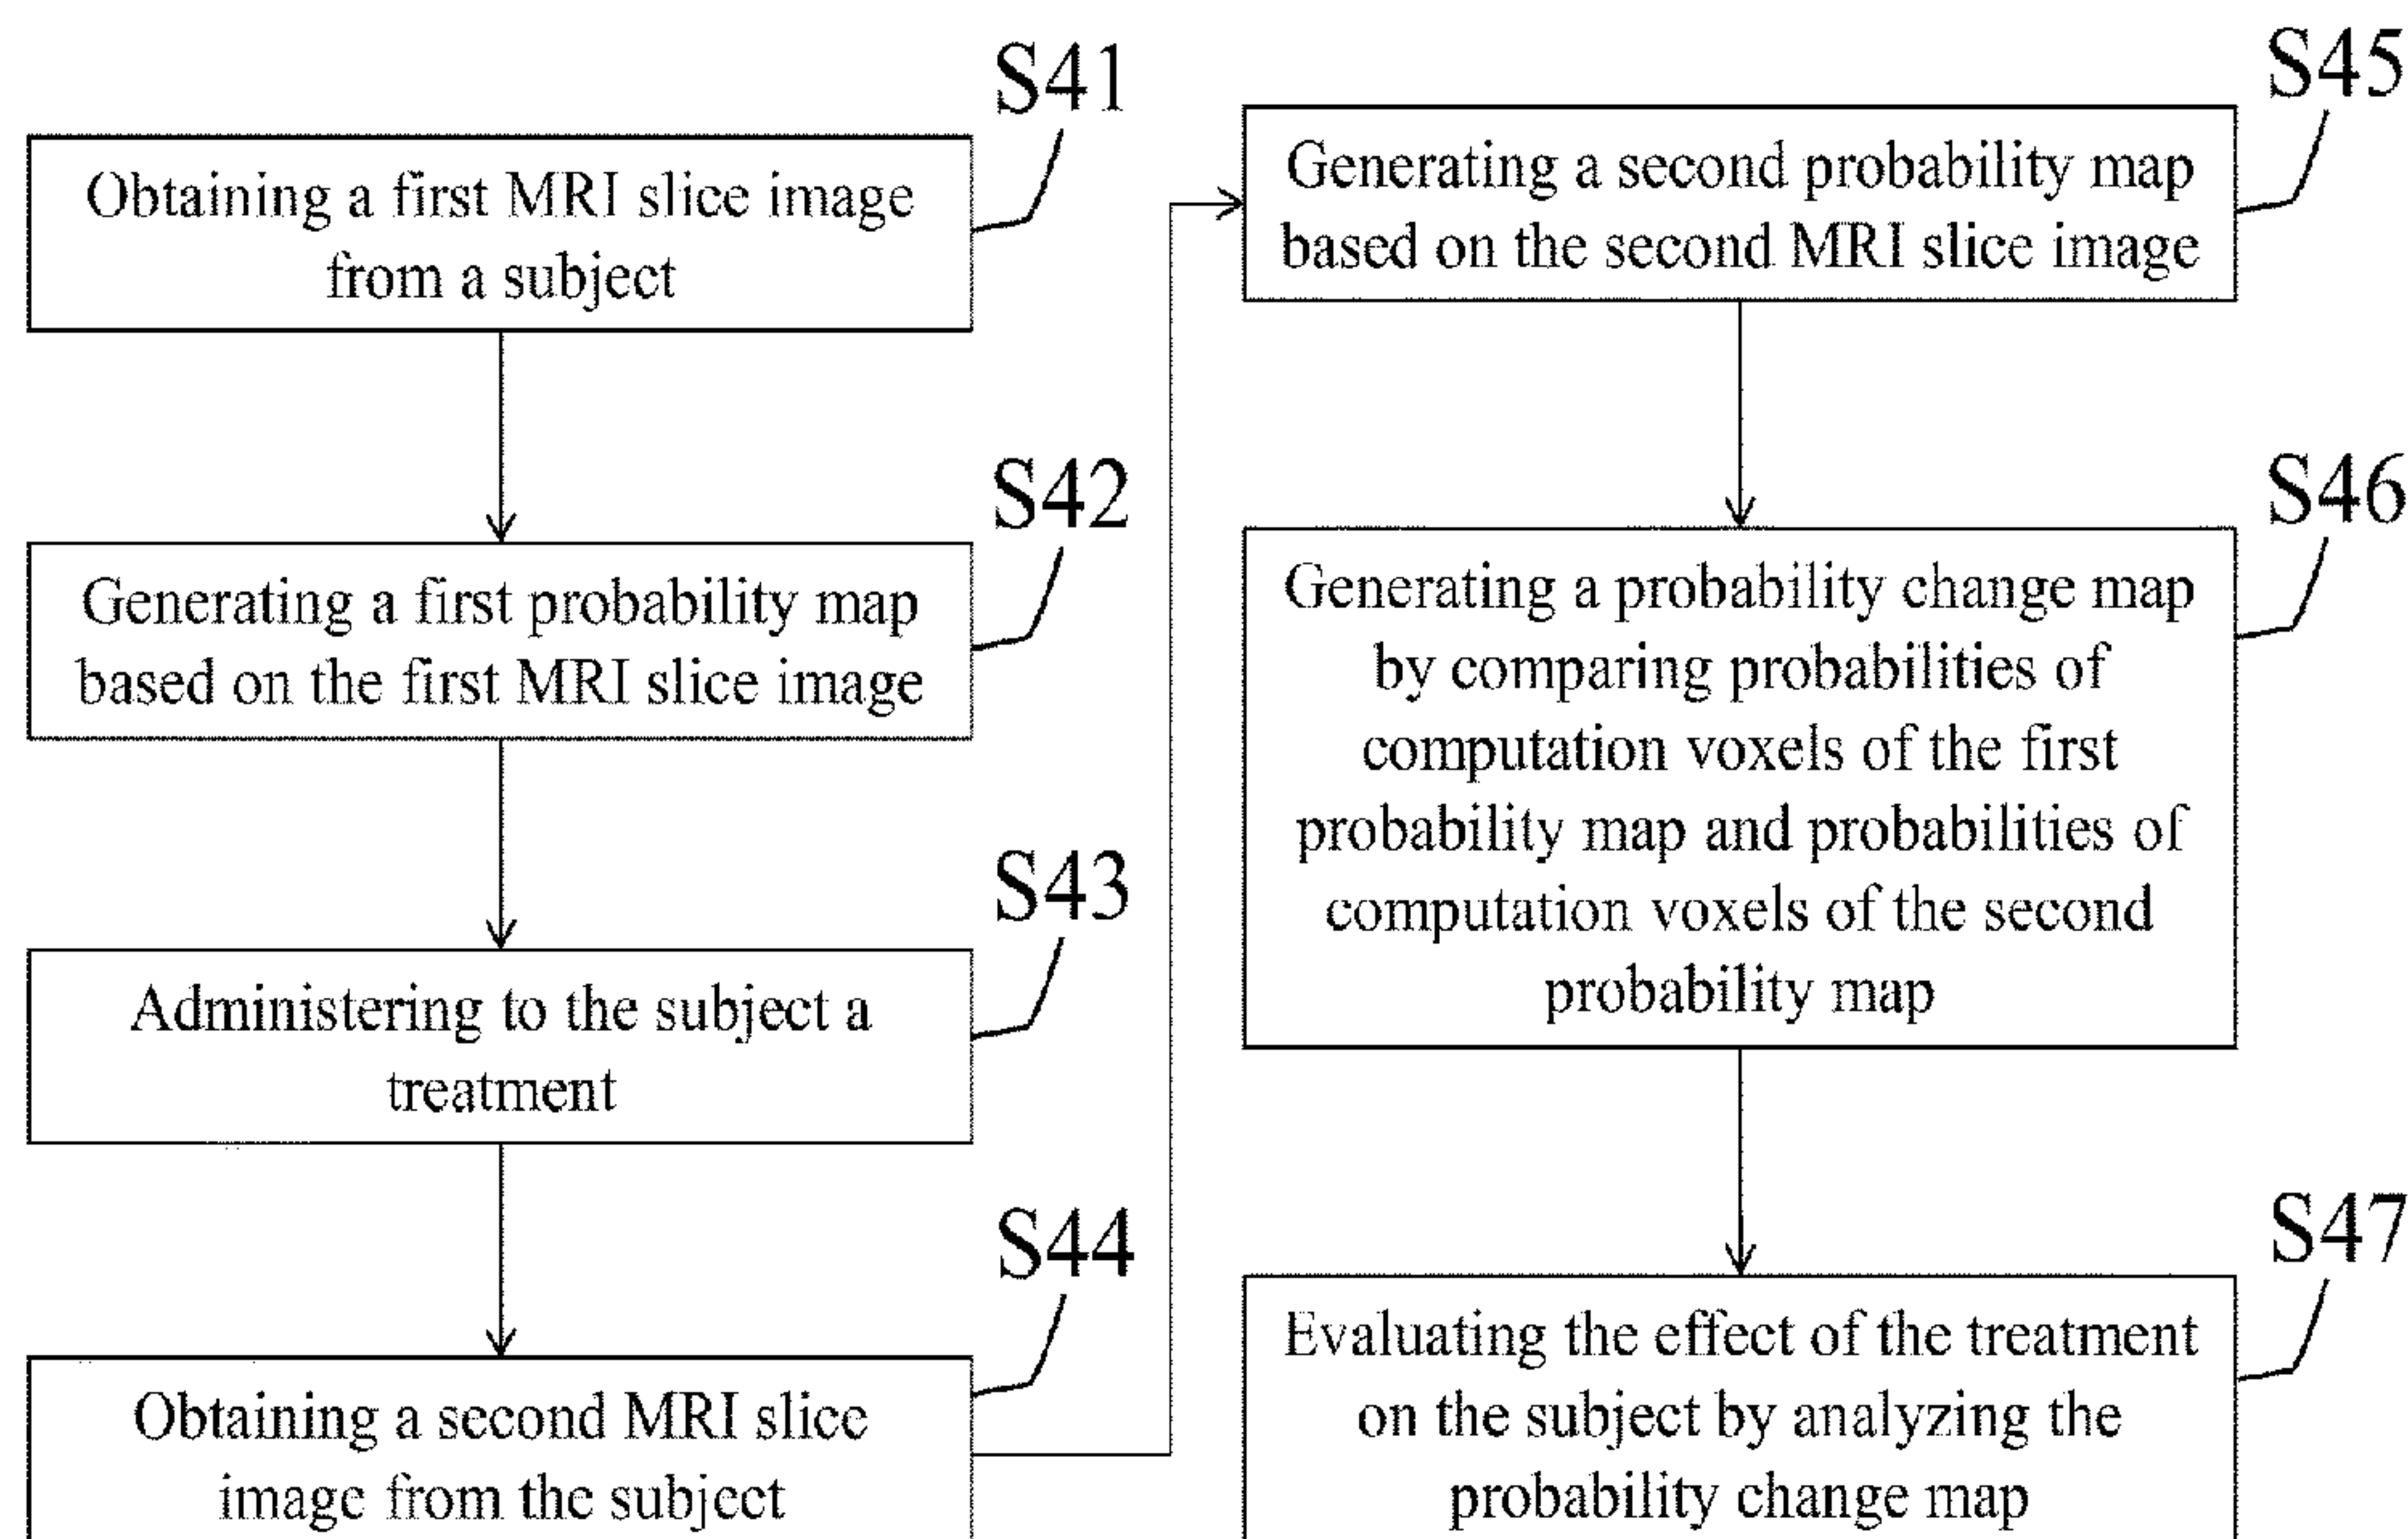 S41
Obtaining a first MRI slice image
from a subject
S42
Generating a first probability map
based on the first MRI slice image
S43
Administering to the subject a
treatment
S44
Obtaining a second MRI slice
image from the subject
S45
Generating a second probability map
based on the second MRI slice image
S46
Generating a probability change map
by comparing probabilities of
computation voxels of the first
probability map and probabilities of
computation voxels of the second
probability map
S47
Evaluating the effect of the treatment
on the subject by analyzing the
probability change map